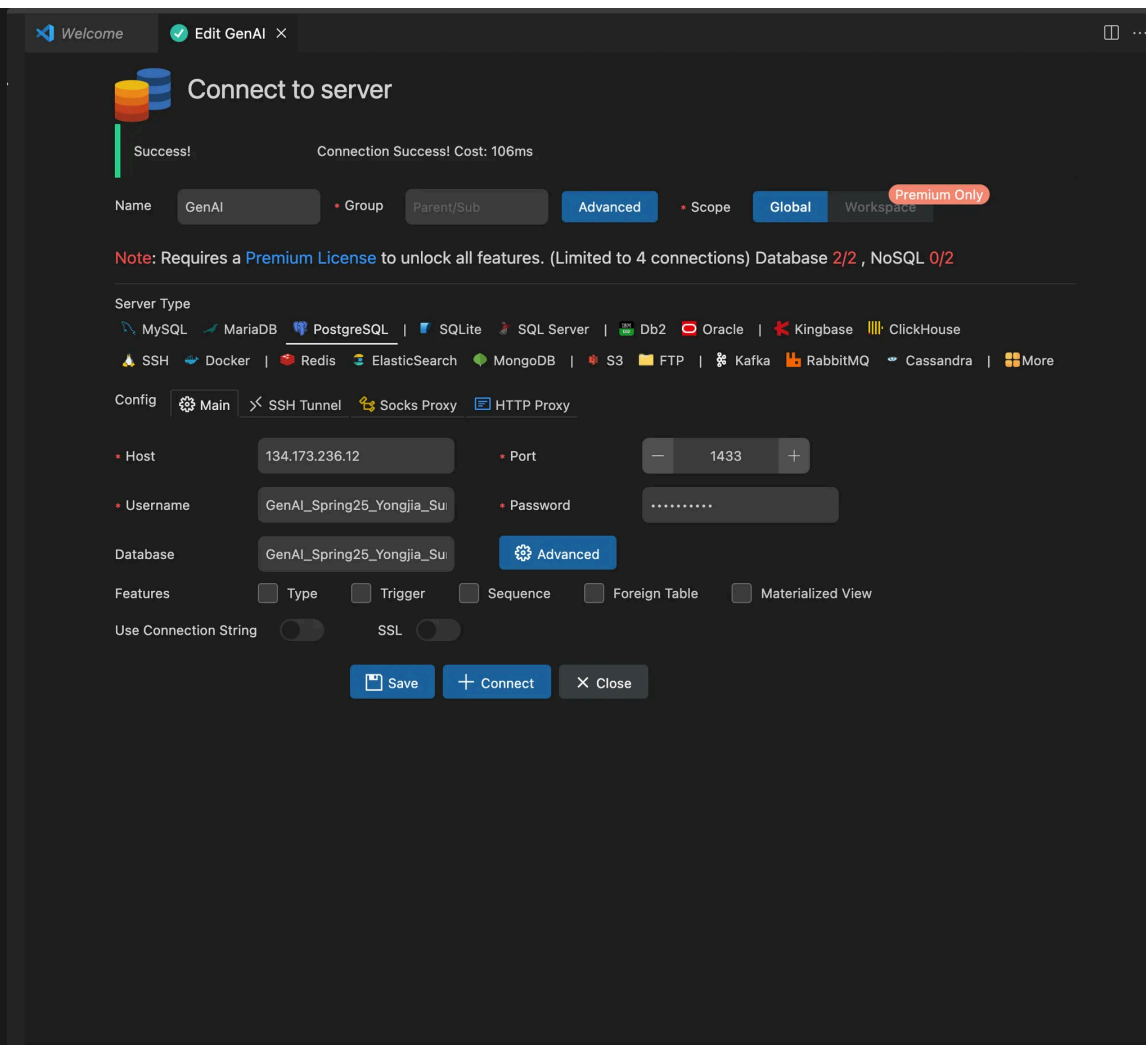 Welcome Edit GenAI
Connect to server
Success! Connection Success! Cost: 106ms
Premium Only
Name GenAI * Group Parent/Sub Advanced * Scope Global Workspace
Note: Requires a Premium License to unlock all features. (Limited to 4 connections) Database 2/2 , NoSQL 0/2
Server Type
MySQL MariaDB PostgreSQL | SQLite SQL Server | Db2 Oracle | Kingbase ClickHouse
SSH Docker | Redis ElasticSearch MongoDB | S3 FTP | Kafka RabbitMQ Cassandra | More
Config Main SSH Tunnel Socks Proxy HTTP Proxy
* Host 134.173.236.12 * Port 1433
* Username GenAI_Spring25_Yongjia_Su * Password ··········
Database GenAI_Spring25_Yongjia_Su Advanced
Features Type Trigger Sequence Foreign Table Materialized View
Use Connection String SSL
Save Connect Close